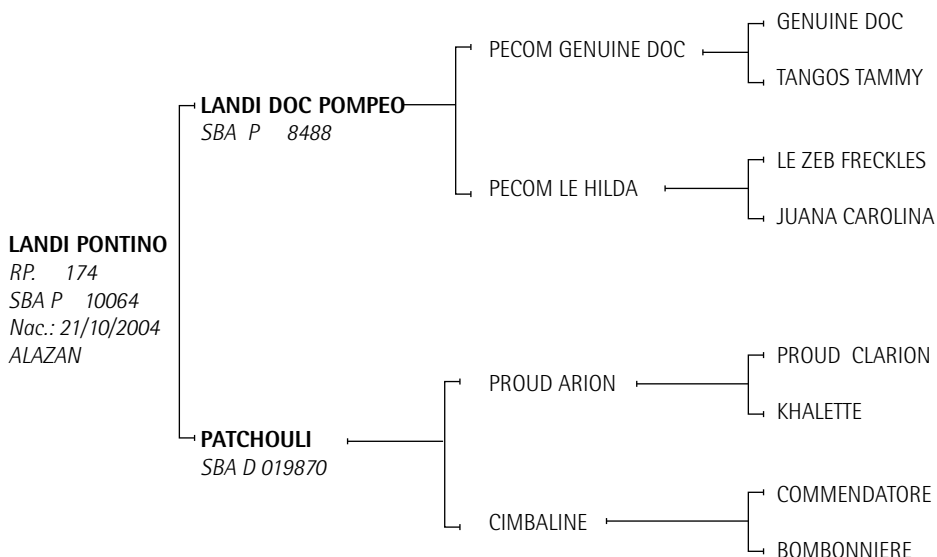 LANDI PONTINO
RP. 174
SBA P 10064
Nac.: 21/10/2004
ALAZAN
LANDI DOC POMPEO
SBA P 8488
PECOM GENUINE DOC
GENUINE DOC
TANGOS TAMMY
PECOM LE HILDA
LE ZEB FRECKLES
JUANA CAROLINA
PATCHOULI
SBA D 019870
PROUD ARION
PROUD CLARION
KHALETTE
CIMBALINE
COMMENDATORE
BOMBONNIERE